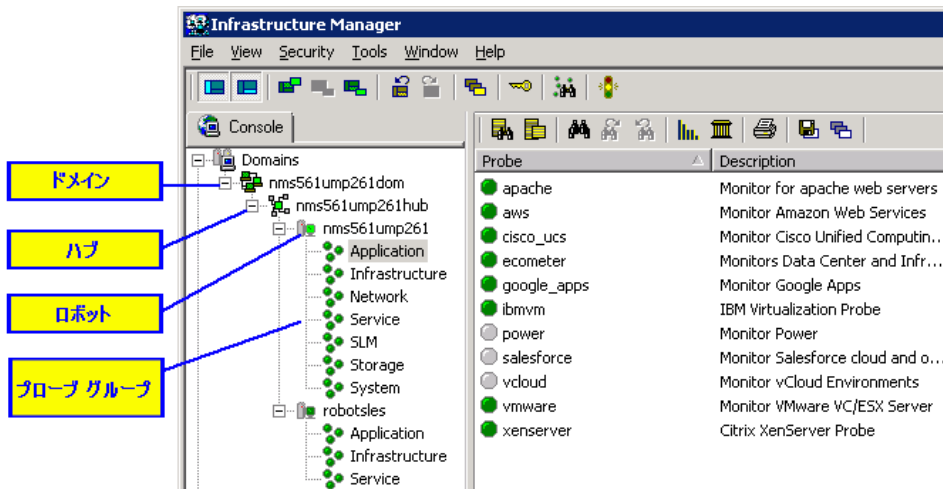 Infrastructure Manager
File View Security Tools Window Help
Console
ドメイン
ハブ
ロボット
プローブ グループ
Domains
nms561ump261dom
nms561ump261hub
nms561ump261
Application
Infrastructure
Network
Service
SLM
Storage
System
robotsles
Application
Infrastructure
Service
Probe Description
apache Monitor for apache web servers
aws Monitor Amazon Web Services
cisco_ucs Monitor Cisco Unified Computin...
ecometer Monitors Data Center and Infr...
google_apps Monitor Google Apps
ibmvm IBM Virtualization Probe
power Monitor Power
salesforce Monitor Salesforce cloud and o...
vcloud Monitor vCloud Environments
vmware Monitor VMware VC/ESX Server
xenserver Citrix XenServer Probe